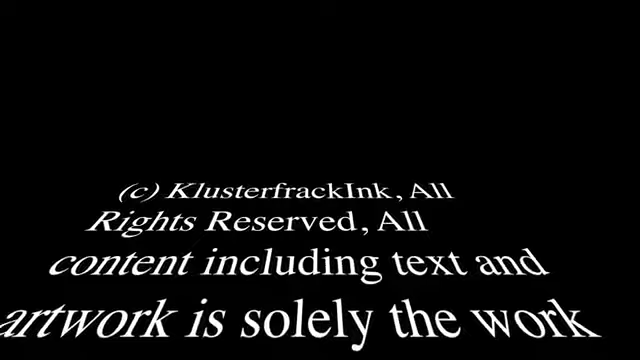 (c) KlusterfrackInk, All
Rights Reserved, All
content including text and
artwork is solely the work